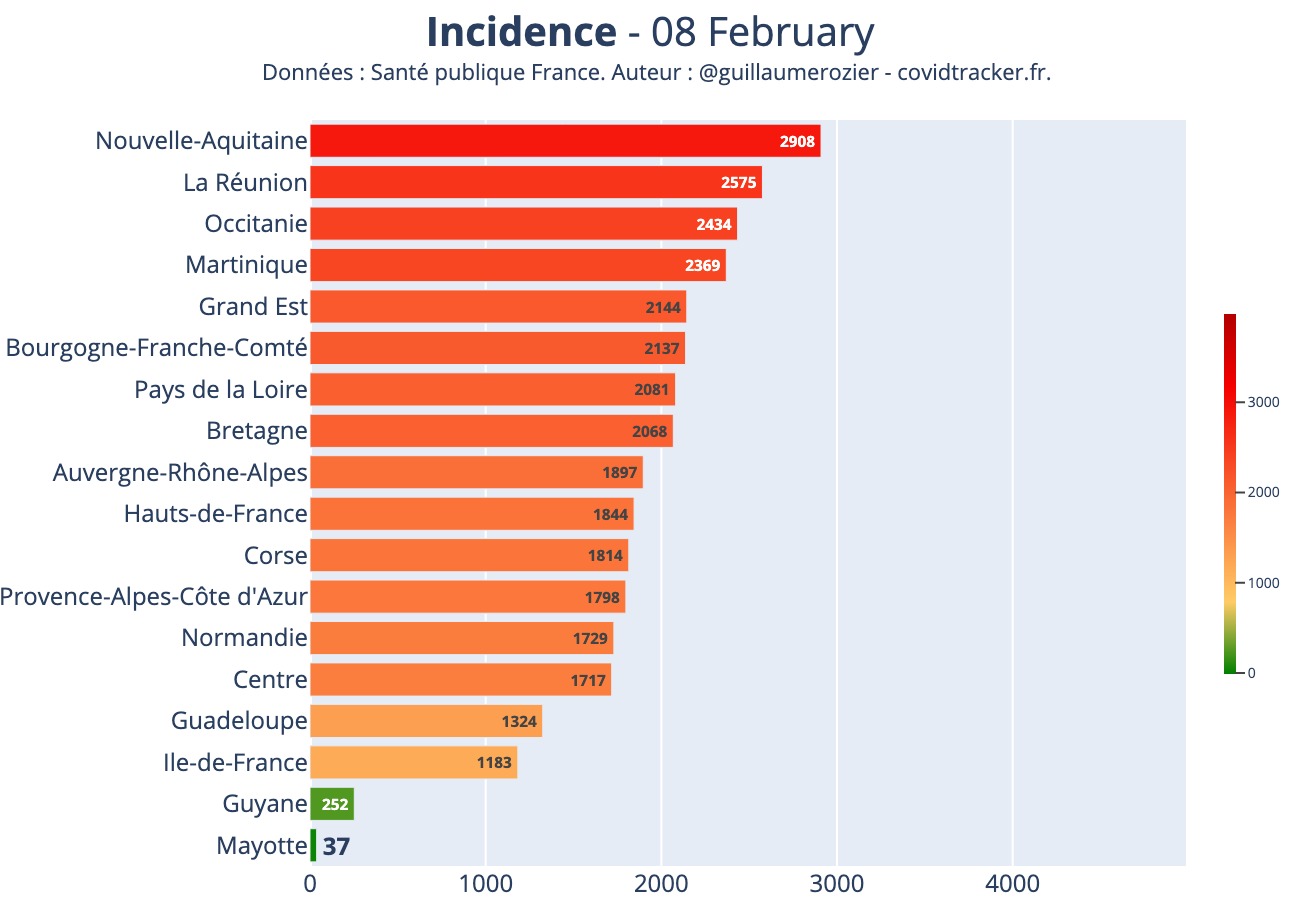 Incidence - 08 February
Données : Santé publique France. Auteur : @guillaumerozier - covidtracker.fr.
Nouvelle-Aquitaine 2908
La Réunion 2575
Occitanie 2434
Martinique 2369
Grand Est 2144
Bourgogne-Franche-Comté 2137
Pays de la Loire 2081
Bretagne 2068
Auvergne-Rhône-Alpes 1897
Hauts-de-France 1844
Corse 1814
Provence-Alpes-Côte d'Azur 1798
Normandie 1729
Centre 1717
Guadeloupe 1324
Ile-de-France 1183
Guyane 252
Mayotte 37
0 1000 2000 3000 4000
3000
2000
1000
0